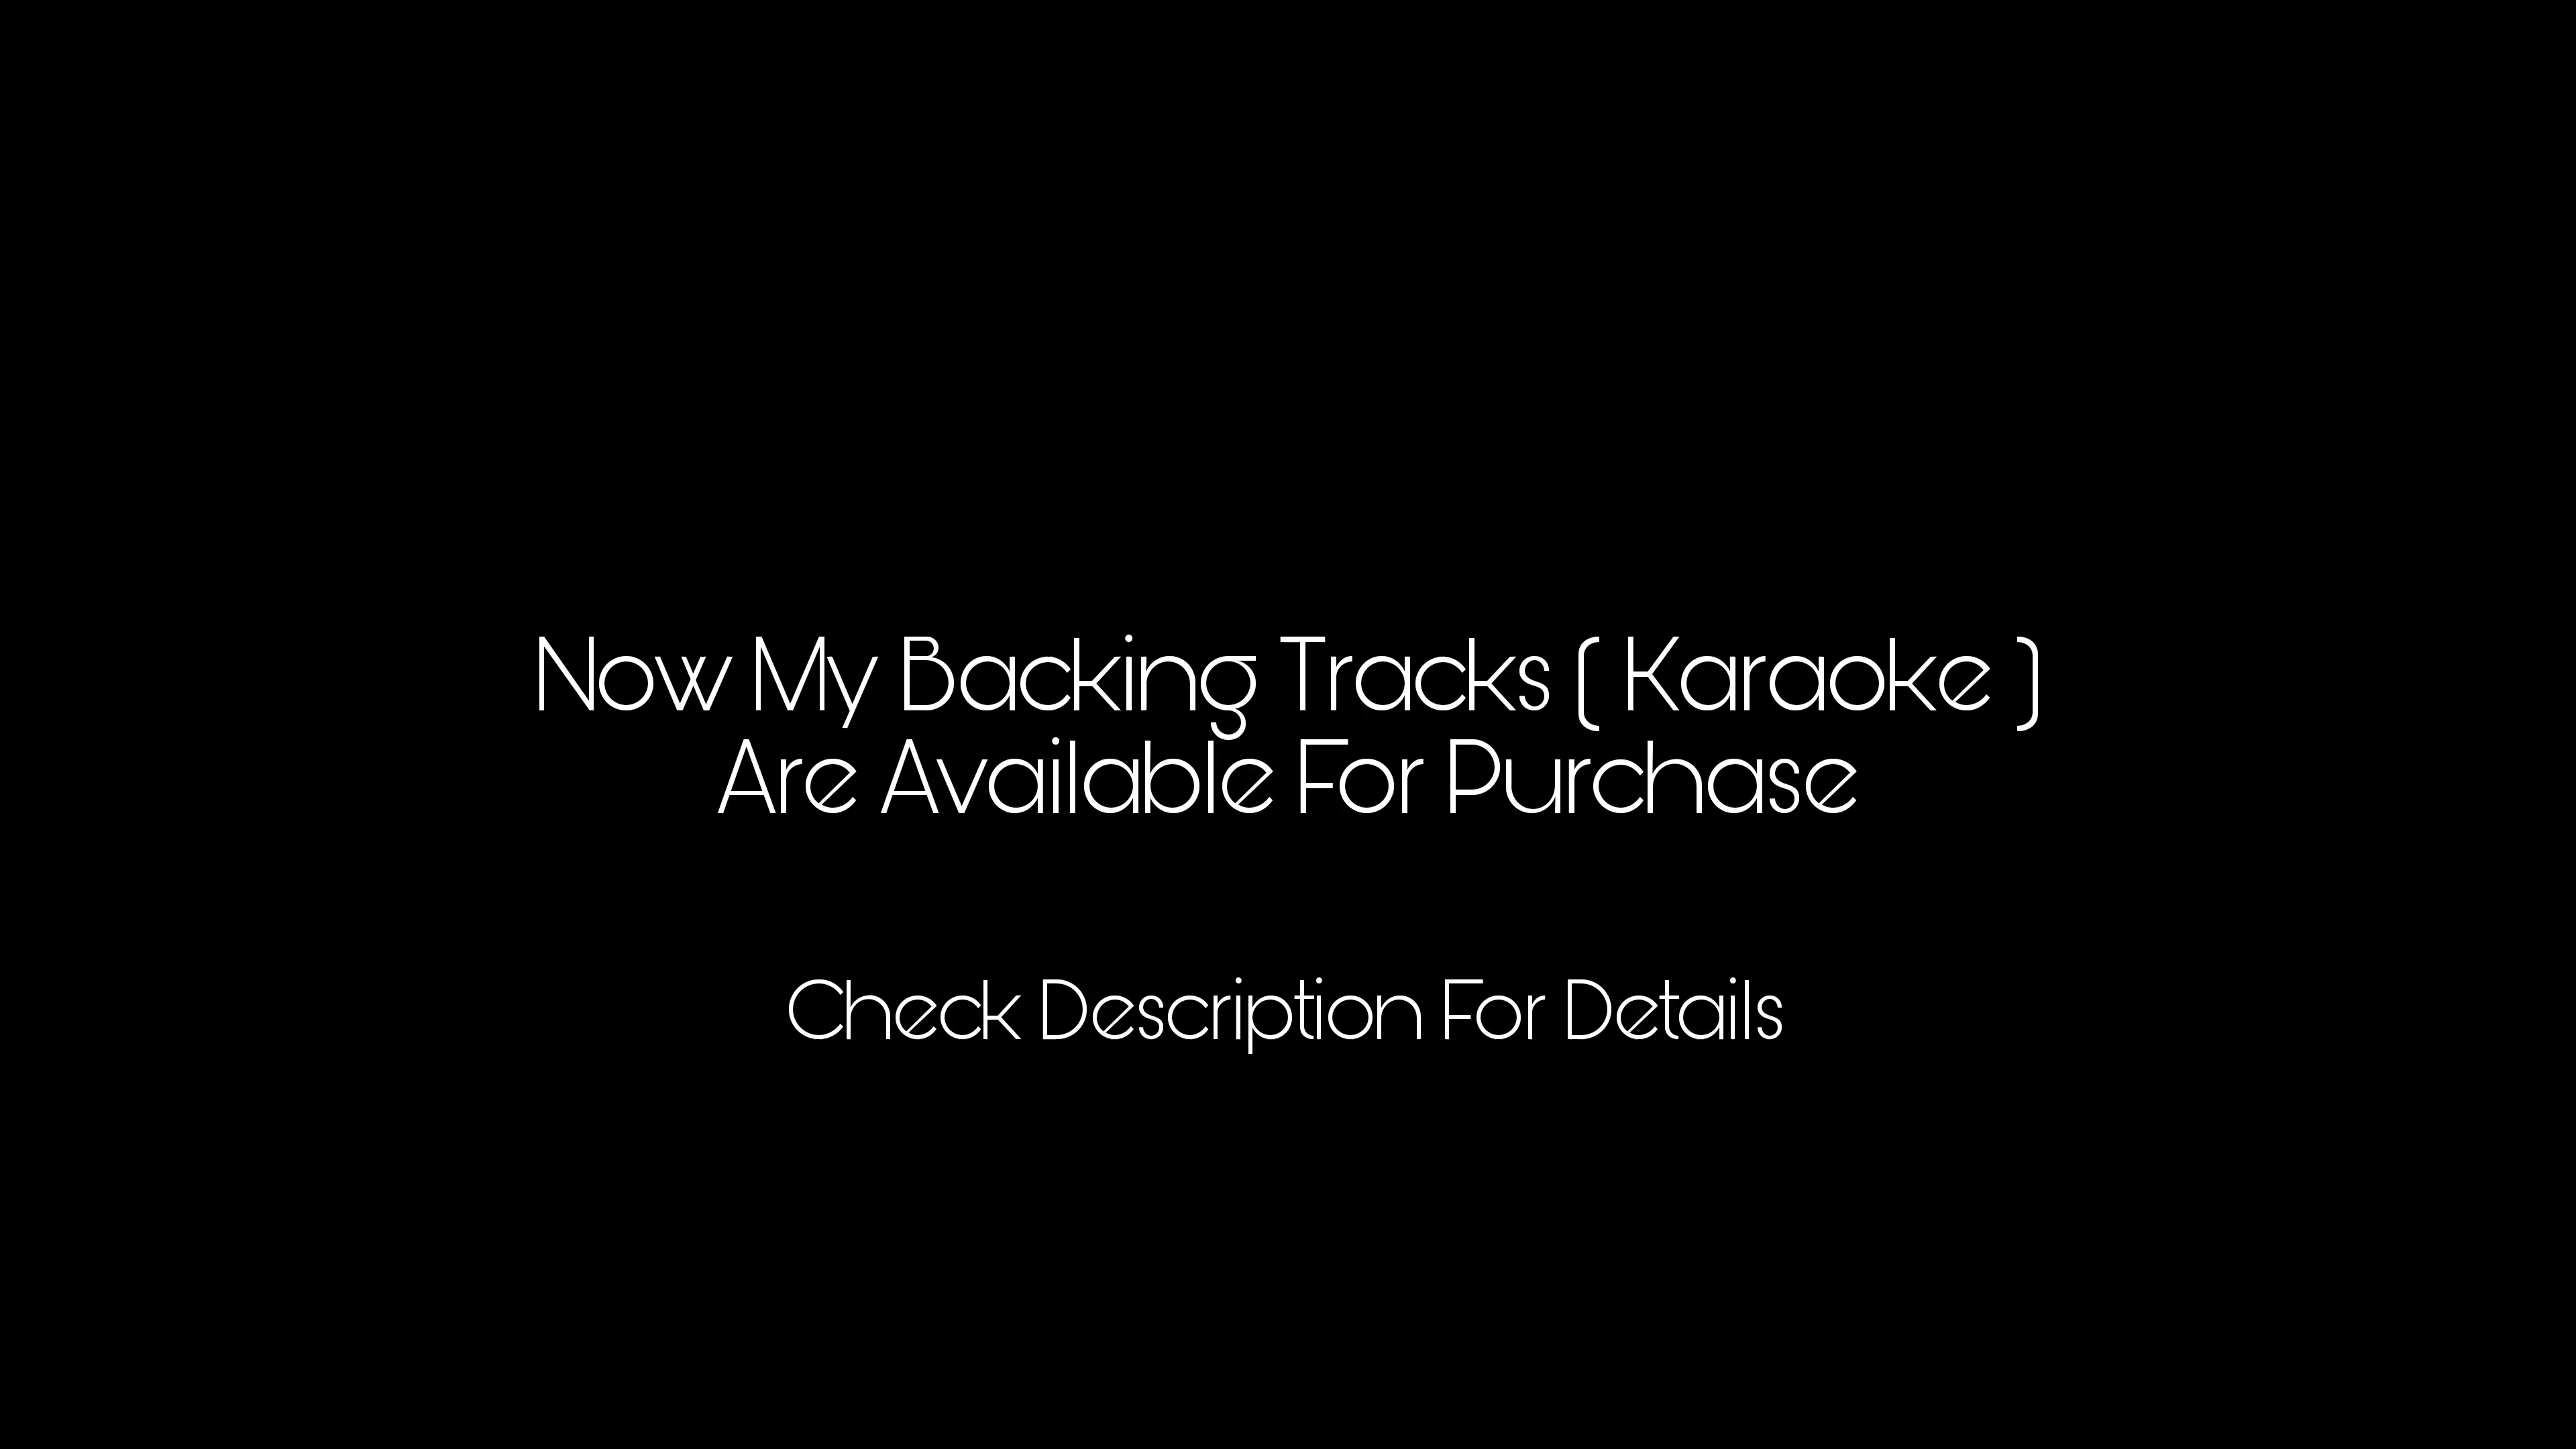 Now My Backing Tracks ( Karaoke )
Are Available For Purchase
Check Description For Details